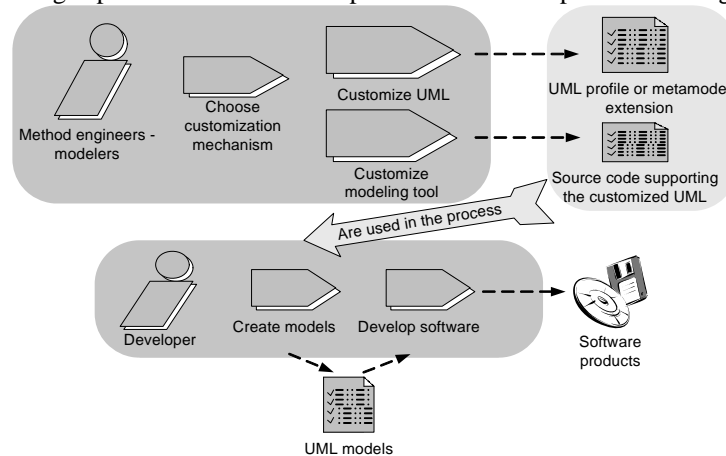 Method engineers -
modelers
Choose
customization
mechanism
Customize UML
Customize
modeling tool
UML profile or metamode
extension
Source code supporting
the customized UML
Are used in the process
Developer
Create models
Develop software
Software
products
UML models